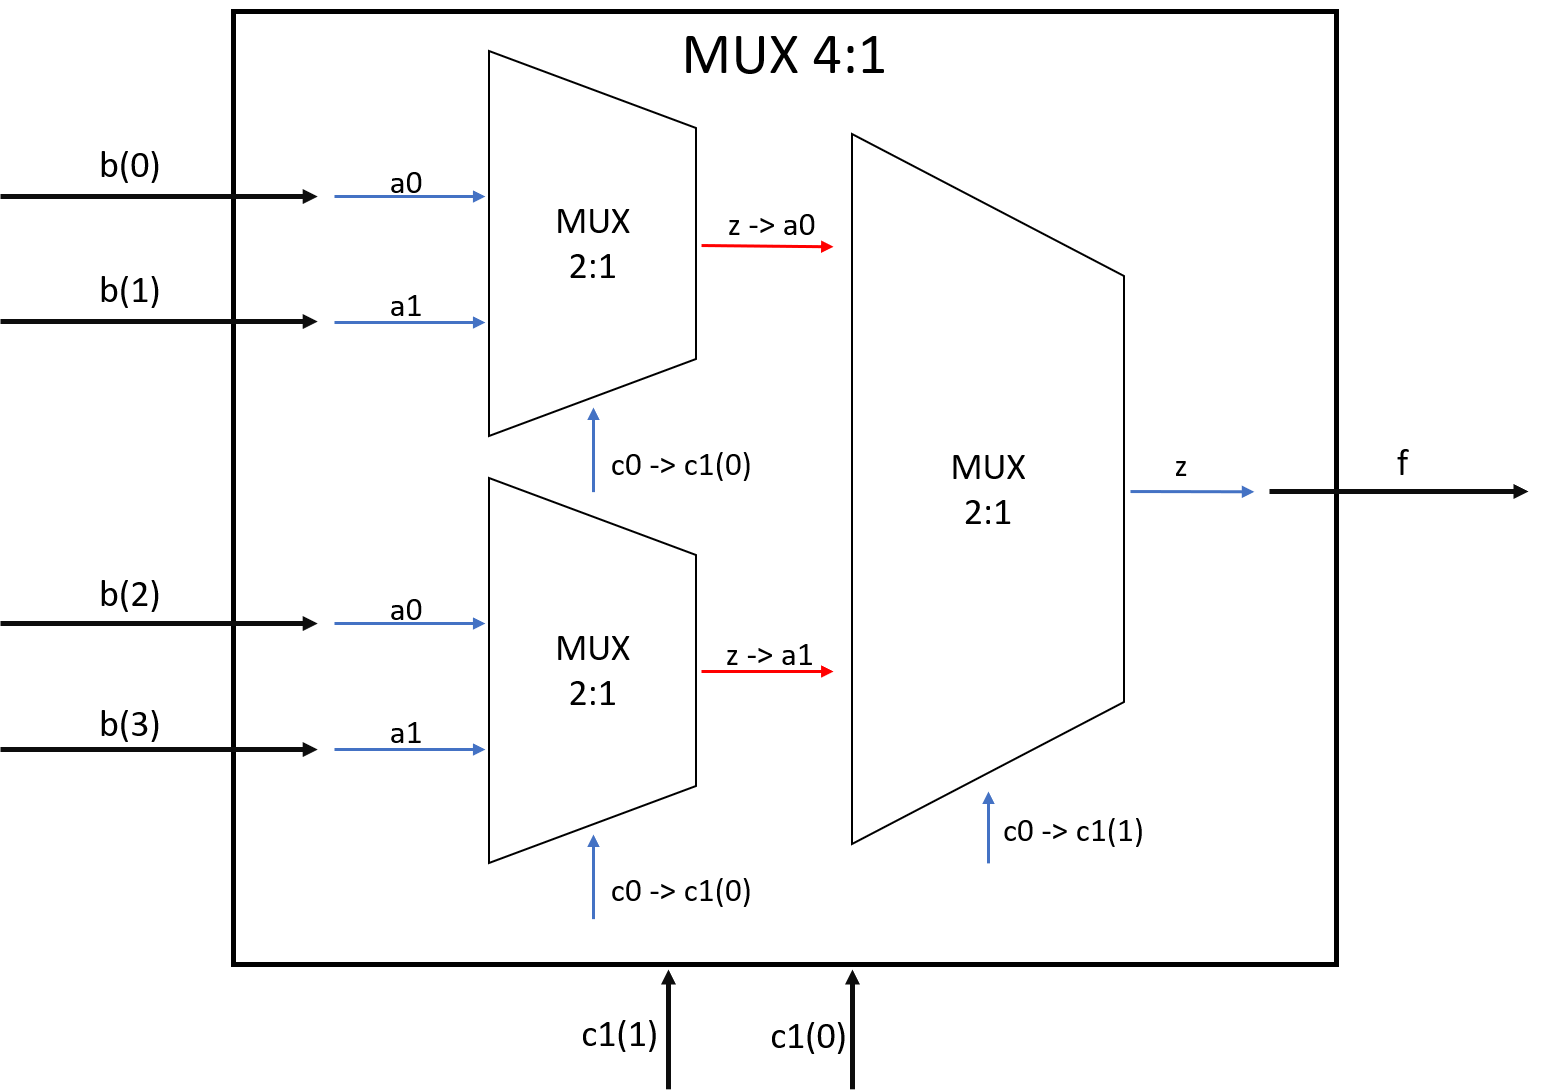 MUX 4:1
b(0)
a0
MUX
2:1
z -> a0
b(1)
a1
c0 -> c1(0)
MUX
2:1
z
f
b(2)
a0
MUX
2:1
z -> a1
b(3)
a1
c0 -> c1(1)
c0 -> c1(0)
c1(1)
c1(0)